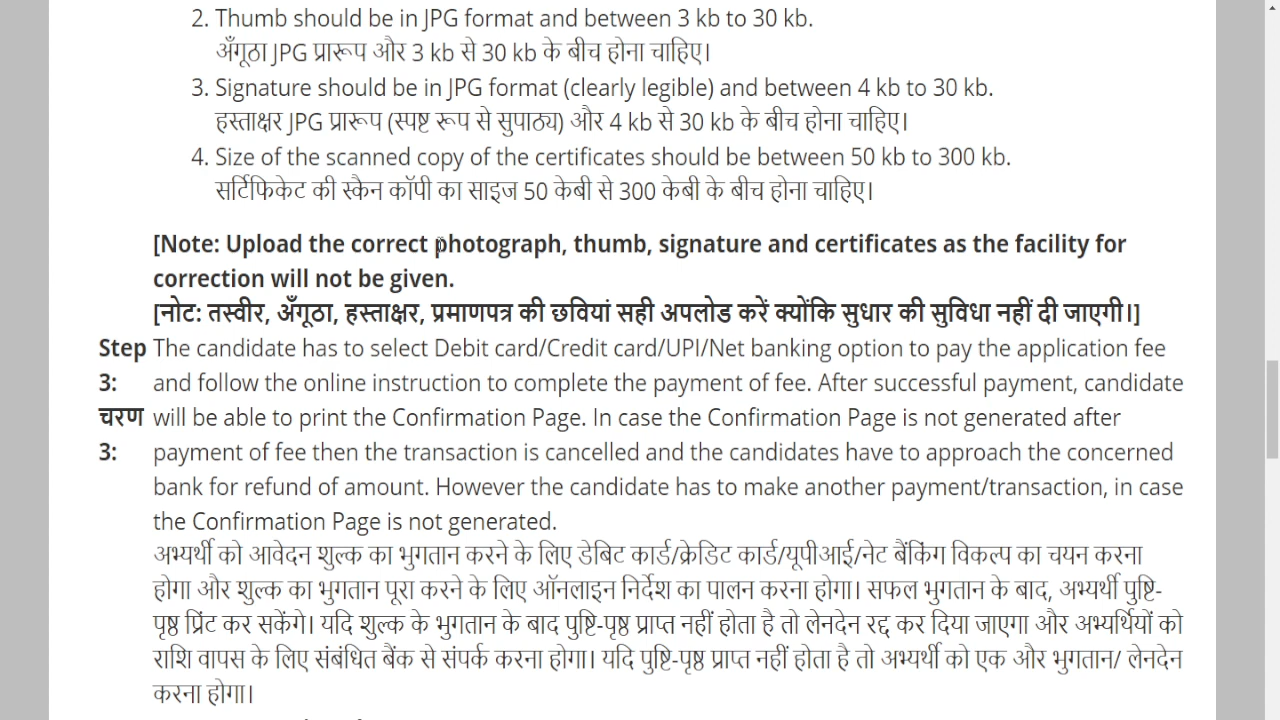 2. Thumb should be in JPG format and between 3 kb to 30 kb.
अँगूठा JPG प्रारूप और 3 kb से 30 kb के बीच होना चाहिए।
3. Signature should be in JPG format (clearly legible) and between 4 kb to 30 kb.
हस्ताक्षर JPG प्रारूप (स्पष्ट रूप से सुपाठ्य) और 4 kb से 30 kb के बीच होना चाहिए।
4. Size of the scanned copy of the certificates should be between 50 kb to 300 kb.
सर्टिफिकेट की स्कैन कॉपी का साइज 50 केबी से 300 केबी के बीच होना चाहिए।
[Note: Upload the correct photograph, thumb, signature and certificates as the facility for
correction will not be given.
[नोट: तस्वीर, अँगूठा, हस्ताक्षर, प्रमाणपत्र की छवियां सही अपलोड करें क्योंकि सुधार की सुविधा नहीं दी जाएगी।]
Step The candidate has to select Debit card/Credit card/UPI/Net banking option to pay the application fee
3: and follow the online instruction to complete the payment of fee. After successful payment, candidate
चरण will be able to print the Confirmation Page. In case the Confirmation Page is not generated after
3: payment of fee then the transaction is cancelled and the candidates have to approach the concerned
bank for refund of amount. However the candidate has to make another payment/transaction, in case
the Confirmation Page is not generated.
अभ्यर्थी को आवेदन शुल्क का भुगतान करने के लिए डेबिट कार्ड/क्रेडिट कार्ड/यूपीआई/नेट बैंकिंग विकल्प का चयन करना
होगा और शुल्क का भुगतान पूरा करने के लिए ऑनलाइन निर्देश का पालन करना होगा। सफल भुगतान के बाद, अभ्यर्थी पुष्टि-
पृष्ठ प्रिंट कर सकेंगे। यदि शुल्क के भुगतान के बाद पुष्टि-पृष्ठ प्राप्त नहीं होता है तो लेनदेन रद्द कर दिया जाएगा और अभ्यर्थियों को
राशि वापस के लिए संबंधित बैंक से संपर्क करना होगा। यदि पुष्टि-पृष्ठ प्राप्त नहीं होता है तो अभ्यर्थी को एक और भुगतान/ लेनदेन
करना होगा।